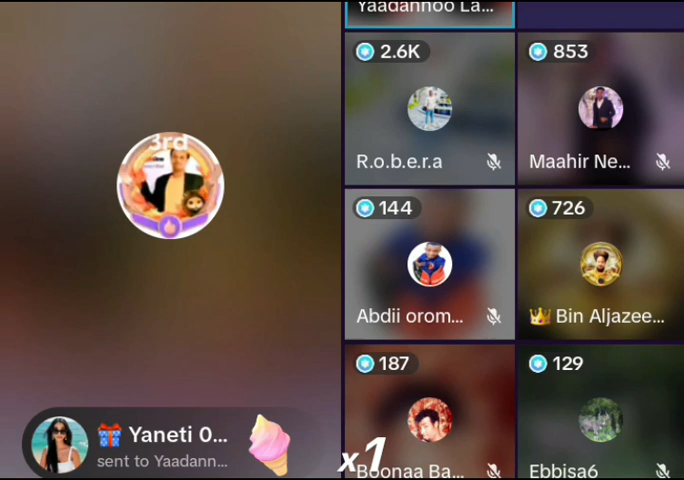 Yaadannoo La...
2.6K
853
R.o.b.e.r.a
Maahir Ne...
3rd
144
726
Abdii orom...
👑 Bin Aljazee...
187
129
🎁 Yaneti 0...
sent to Yaadann...
x1
Boonaa Ba...
Ebbisa6